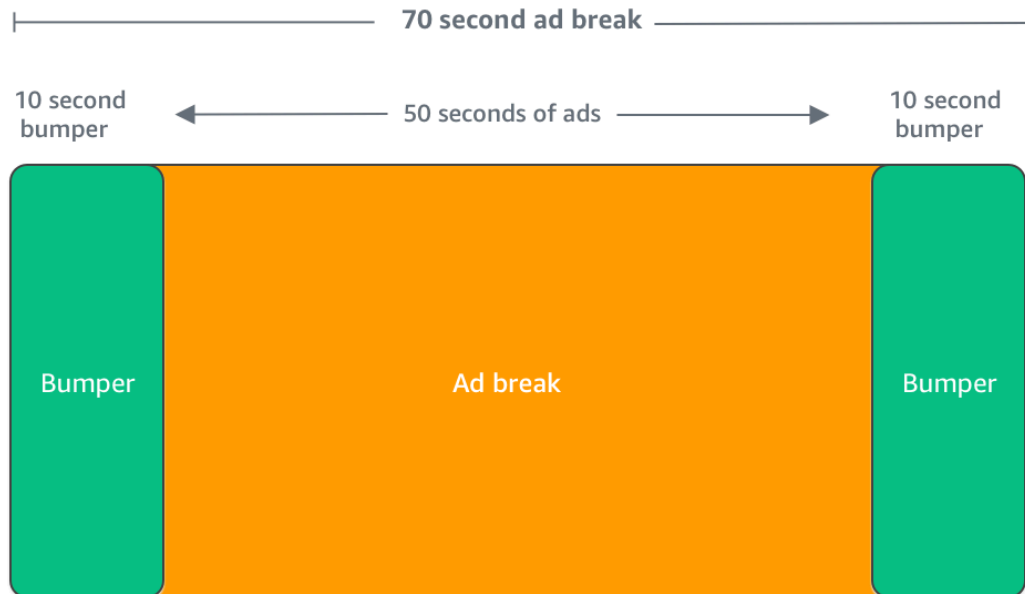 70 second ad break
10 second
bumper
50 seconds of ads
10 second
bumper
Bumper
Ad break
Bumper